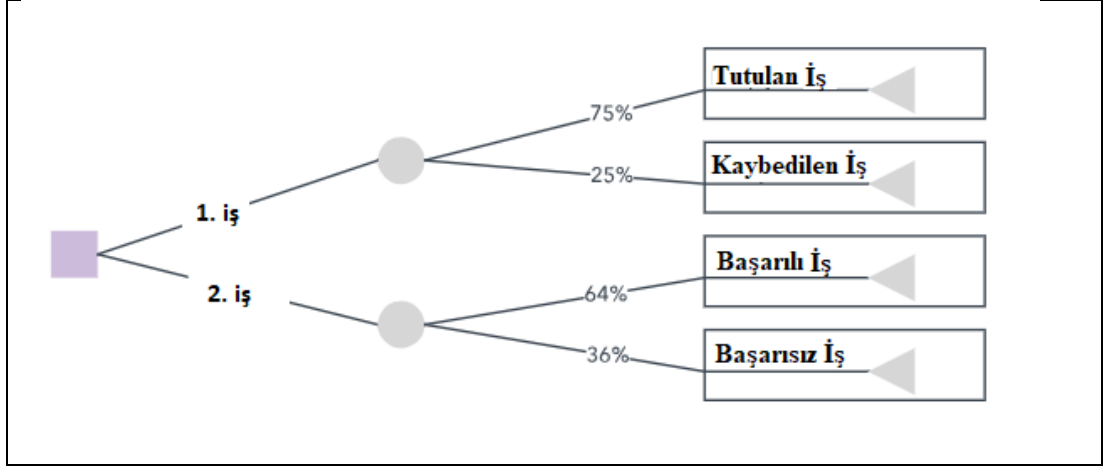 Tutulan İş
75%
Kaybedilen İş
25%
1. iş
Başarılı İş
2. iş
64%
Başarısız İş
36%